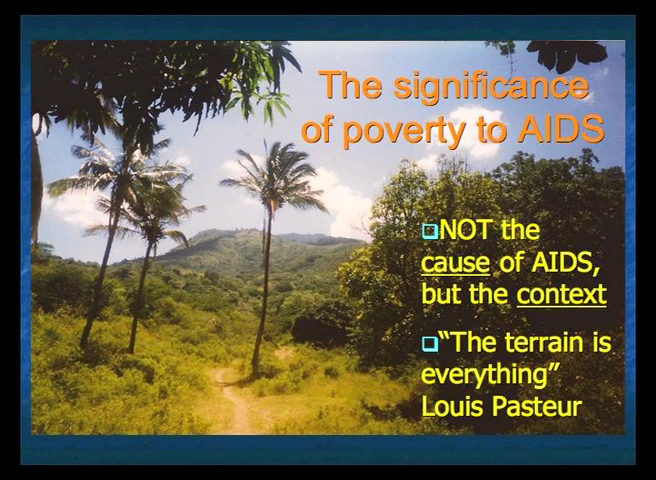 The significance
of poverty to AIDS
❑NOT the
cause of AIDS,
but the context
❑“The terrain is
everything”
Louis Pasteur